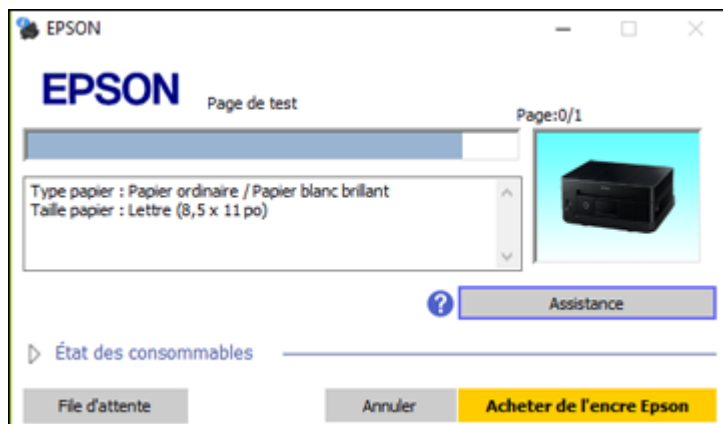 EPSON
EPSON
Page de test
Page:0/1
Type papier : Papier ordinaire / Papier blanc brillant
Taille papier : Lettre (8,5 x 11 po)
?
Assistance
État des consommables
File d'attente
Annuler
Acheter de l'encre Epson